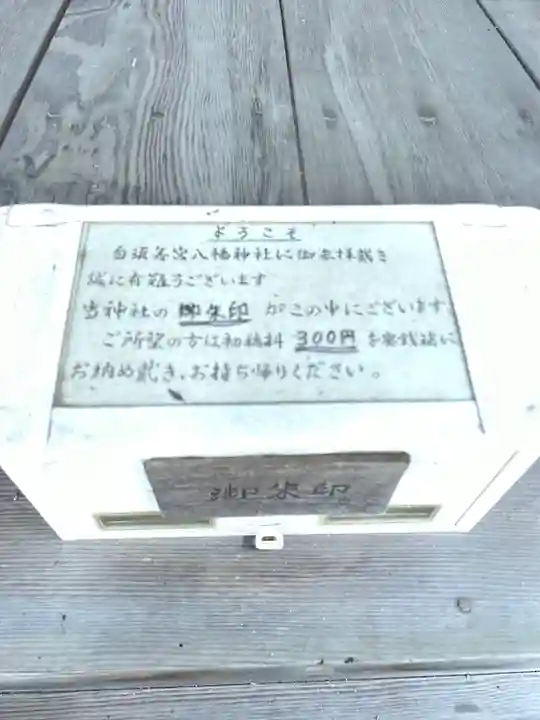 ようこそ
白須若宮八幡神社に御参拝戴き
誠に有難うございます
当神社の 御朱印 がこの中にございます
ご所望の方は初穂料 300円 を賽銭箱に
お納め戴き、お持ち帰りください。
御朱印